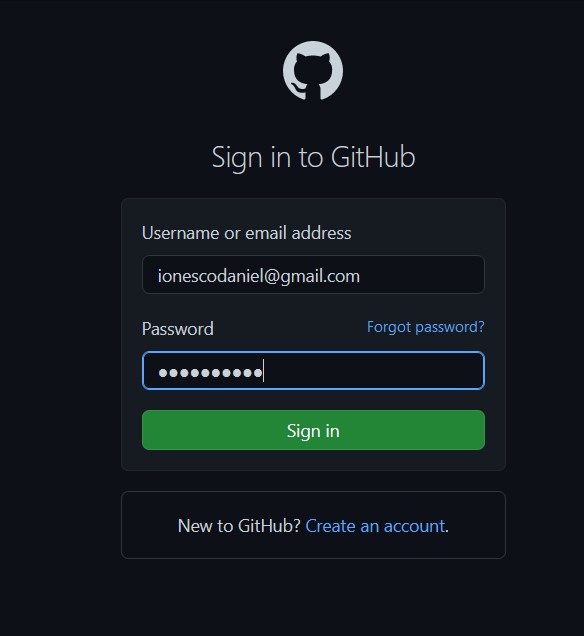 Sign in to GitHub
Username or email address
ionescodaniel@gmail.com
Password Forgot password?
●●●●●●●●●●
Sign in
New to GitHub? Create an account.